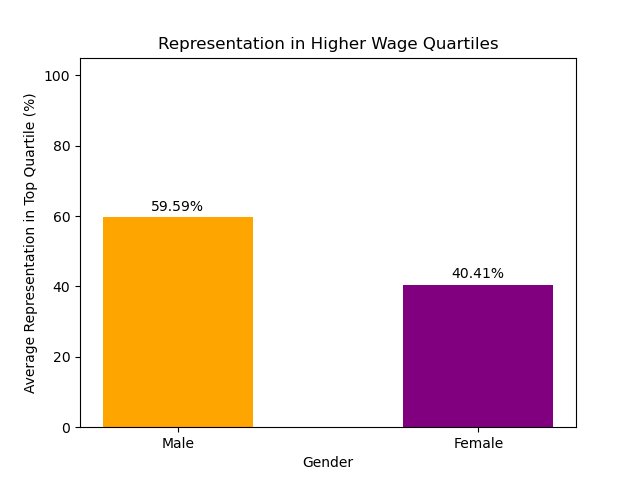 Representation in Higher Wage Quartiles
Average Representation in Top Quartile (%)
100
80
60
40
20
0
59.59%
40.41%
Male
Female
Gender